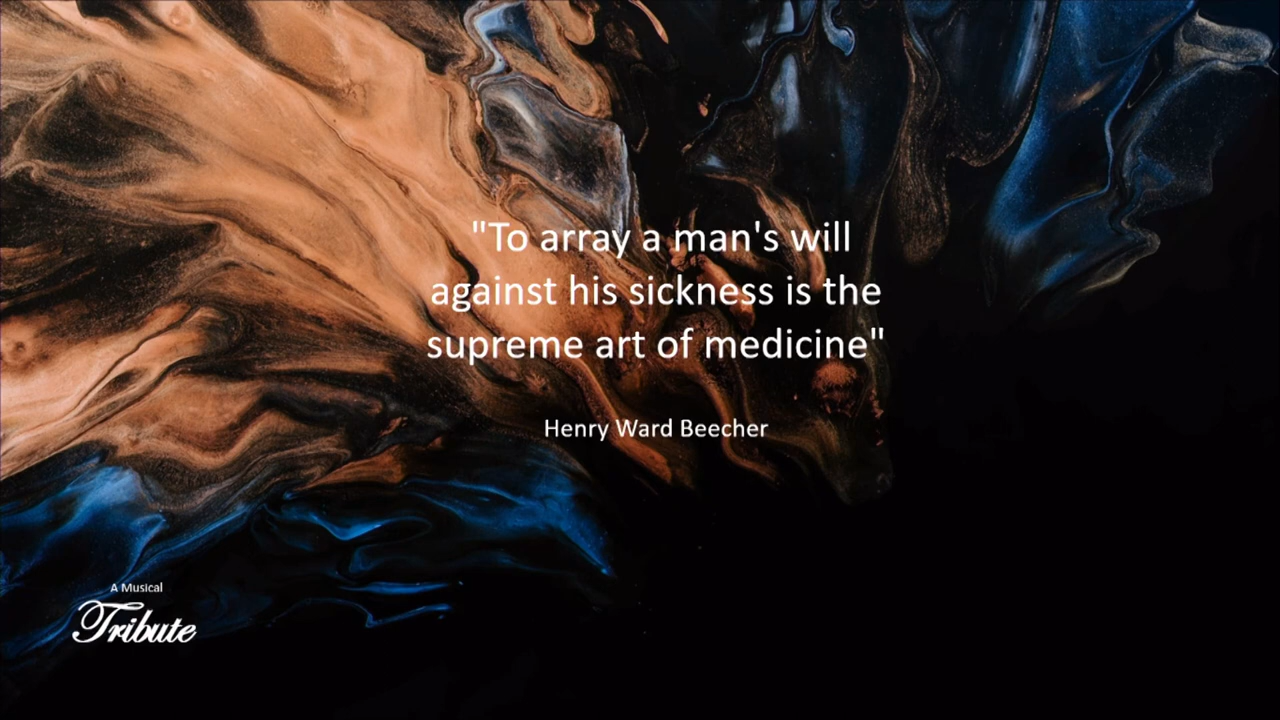 "To array a man's will
against his sickness is the
supreme art of medicine"
Henry Ward Beecher
A Musical
Tribute